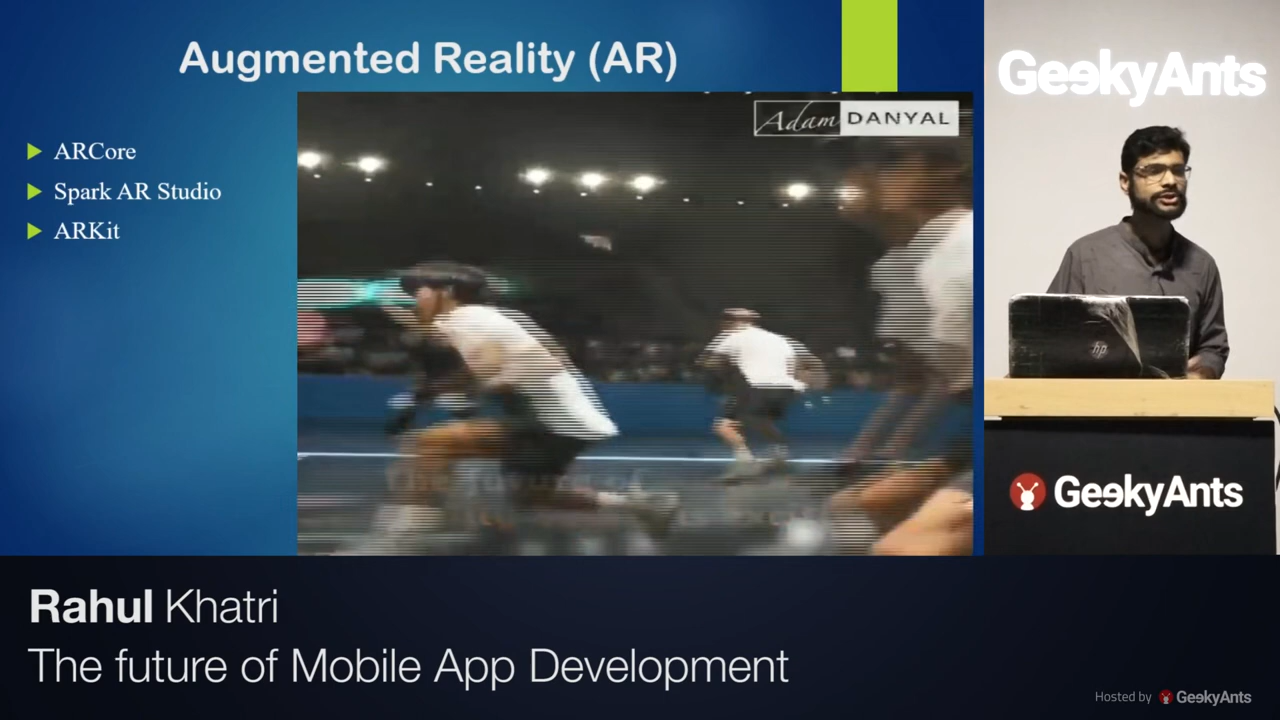 Augmented Reality (AR)
ARCore
Spark AR Studio
ARKit
Adam DANYAL
GeekyAnts
hp
GeekyAnts
Rahul Khatri
The future of Mobile App Development
Hosted by GeekyAnts